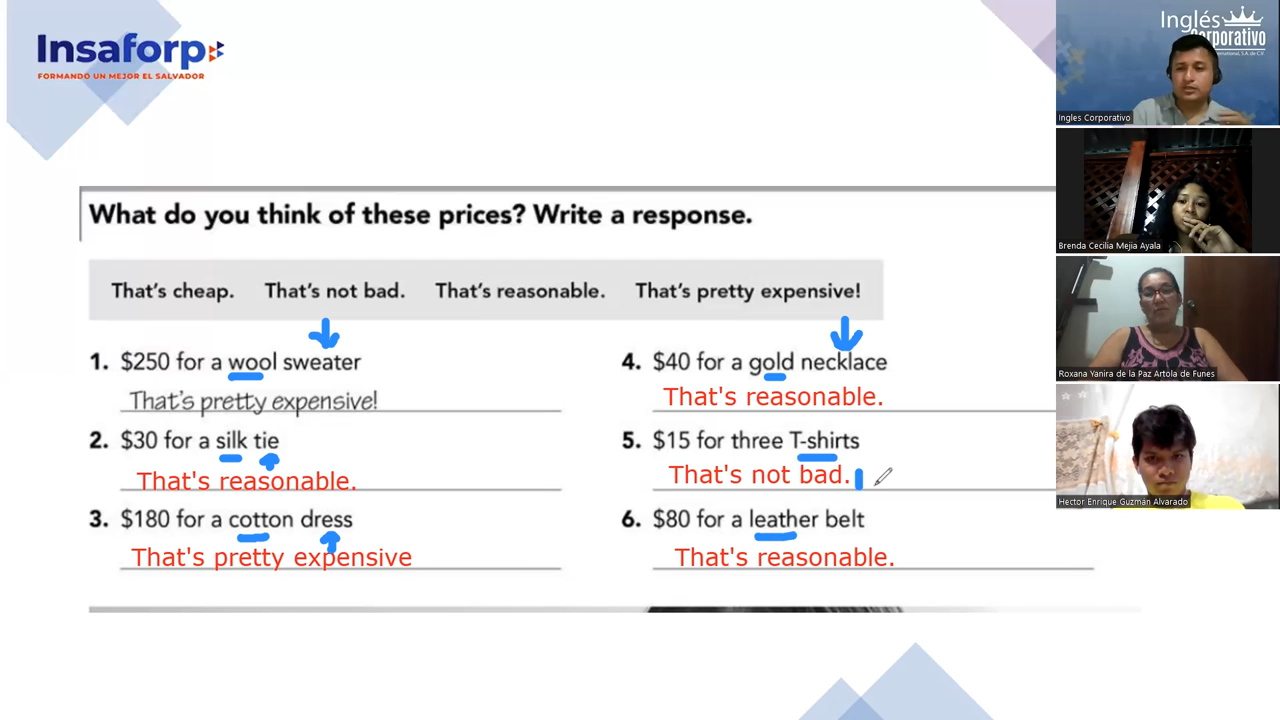 Insaforp
FORMANDO UN MEJOR EL SALVADOR
What do you think of these prices? Write a response.
That's cheap. That's not bad. That's reasonable. That's pretty expensive!
1. $250 for a wool sweater
That's pretty expensive!
2. $30 for a silk tie
That's reasonable.
3. $180 for a cotton dress
That's pretty expensive
4. $40 for a gold necklace
That's reasonable.
5. $15 for three T-shirts
That's not bad.
6. $80 for a leather belt
That's reasonable.
Inglés
Corporativo
International, S.A. de C.V.
Ingles Corporativo
Brenda Cecilia Mejia Ayala
Roxana Yanira de la Paz Artola de Funes
Hector Enrique Guzmán Alvarado